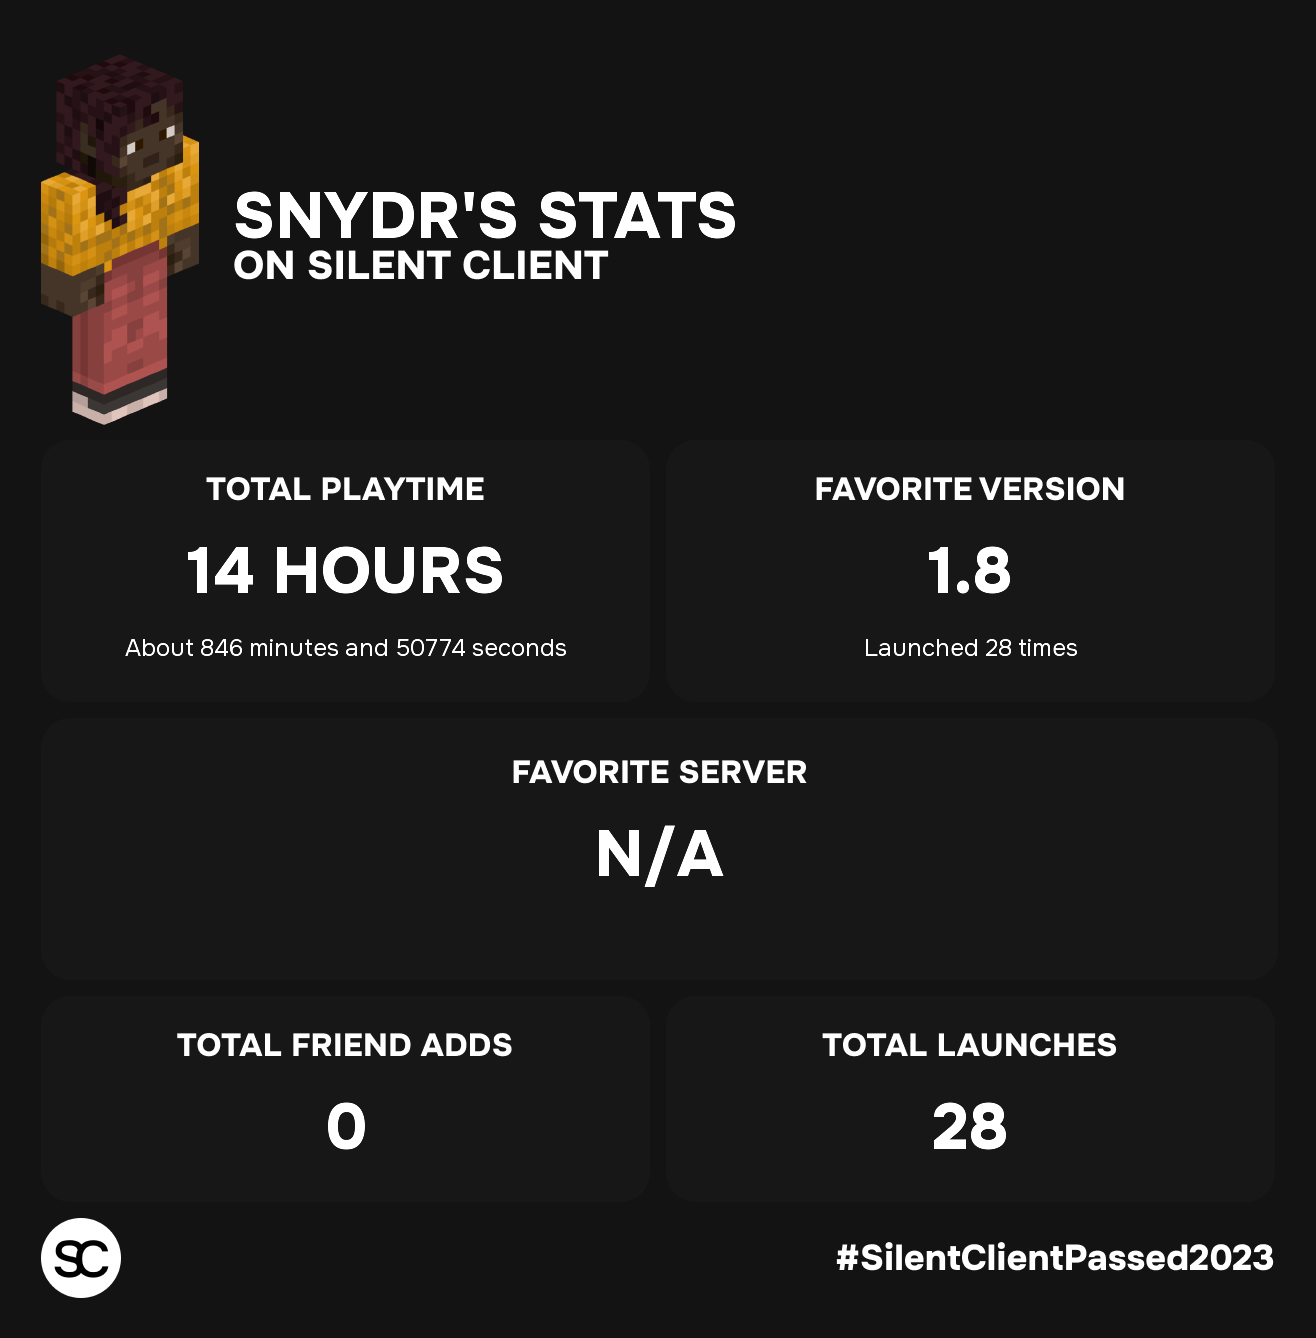 SNYDR'S STATS
ON SILENT CLIENT
TOTAL PLAYTIME
14 HOURS
About 846 minutes and 50774 seconds
FAVORITE VERSION
1.8
Launched 28 times
FAVORITE SERVER
N/A
TOTAL FRIEND ADDS
0
TOTAL LAUNCHES
28
SC
#SilentClientPassed2023